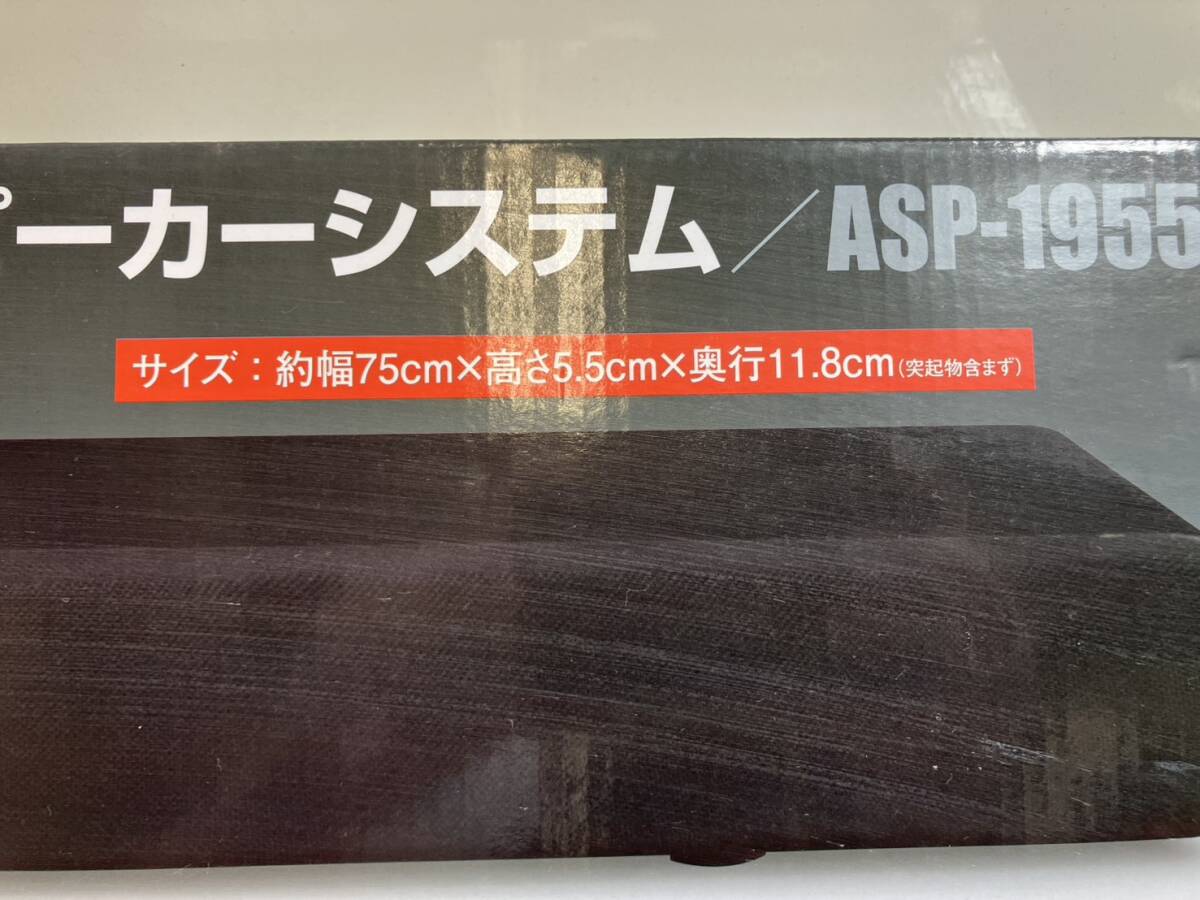 ピーカーシステム／ASP-1955
サイズ：約幅75cm×高さ5.5cm×奥行11.8cm（突起物含まず）